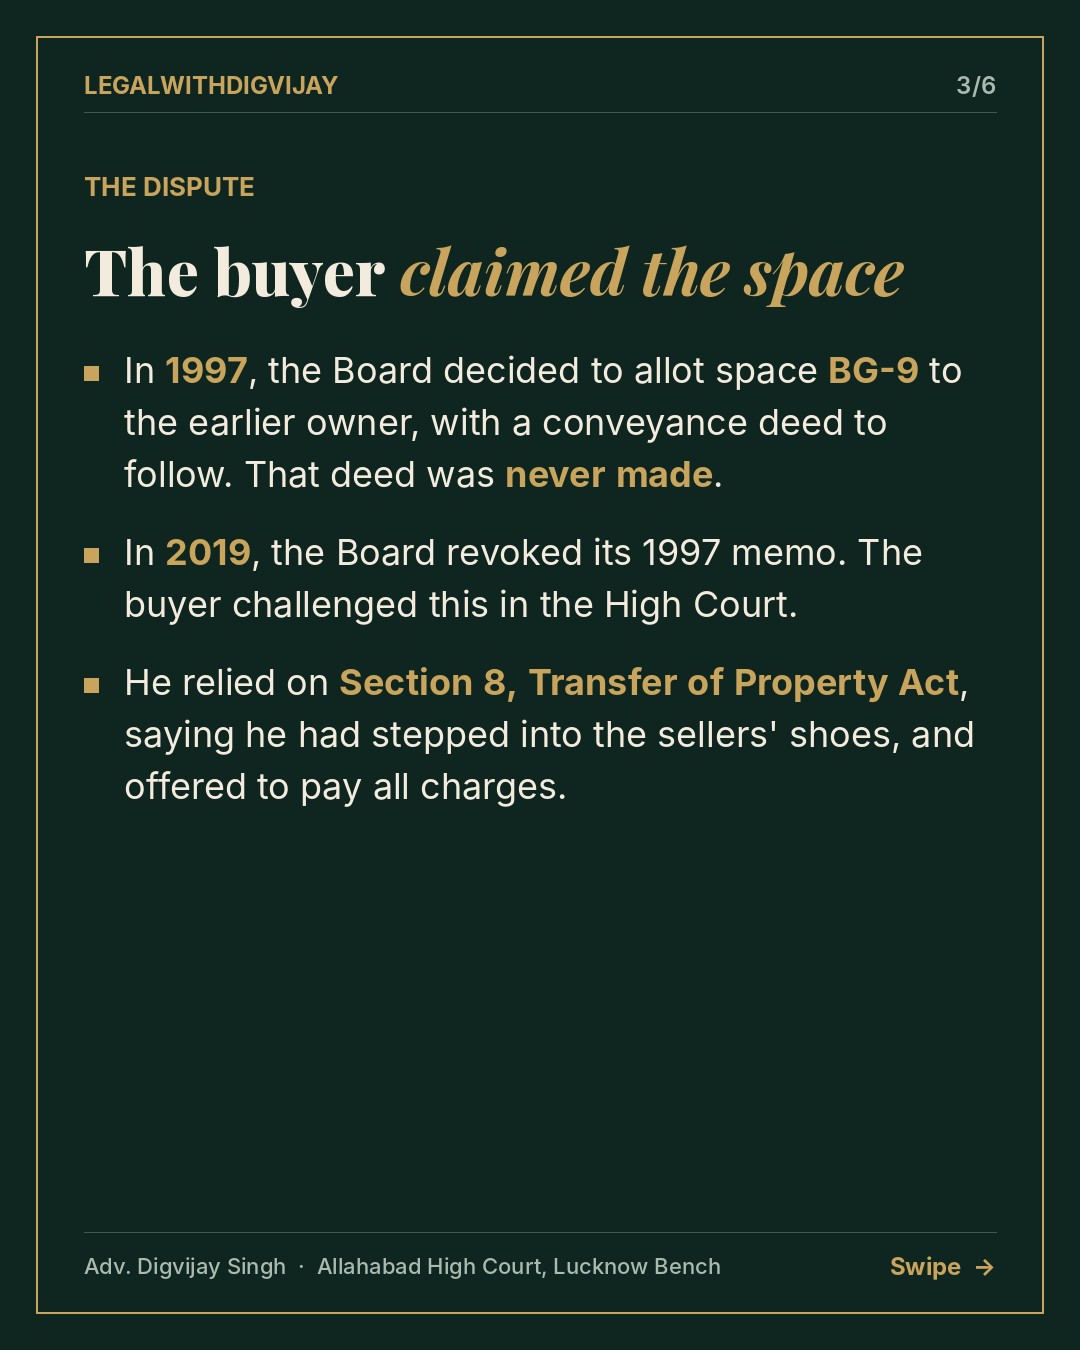 LEGALWITHDIGVIJAY
3/6
THE DISPUTE
The buyer claimed the space
In 1997, the Board decided to allot space BG-9 to
the earlier owner, with a conveyance deed to
follow. That deed was never made.
In 2019, the Board revoked its 1997 memo. The
buyer challenged this in the High Court.
He relied on Section 8, Transfer of Property Act,
saying he had stepped into the sellers' shoes, and
offered to pay all charges.
Adv. Digvijay Singh · Allahabad High Court, Lucknow Bench
Swipe →